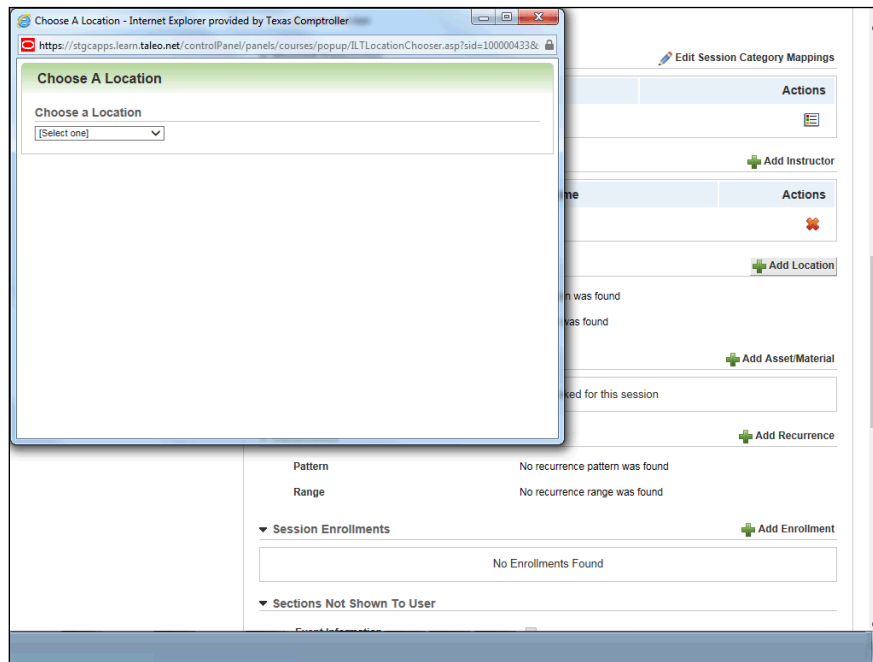 Choose A Location - Internet Explorer provided by Texas Comptroller
https://stgcapps.learn.taleo.net/controlPanel/panels/courses/popup/ILTLocationChooser.asp?sid=100000433&
Choose A Location
Choose a Location
[Select one]
Edit Session Category Mappings
Actions
Add Instructor
me Actions
Add Location
n was found
was found
Add Asset/Material
ked for this session
Add Recurrence
Pattern No recurrence pattern was found
Range No recurrence range was found
Session Enrollments Add Enrollment
No Enrollments Found
Sections Not Shown To User
Event Information